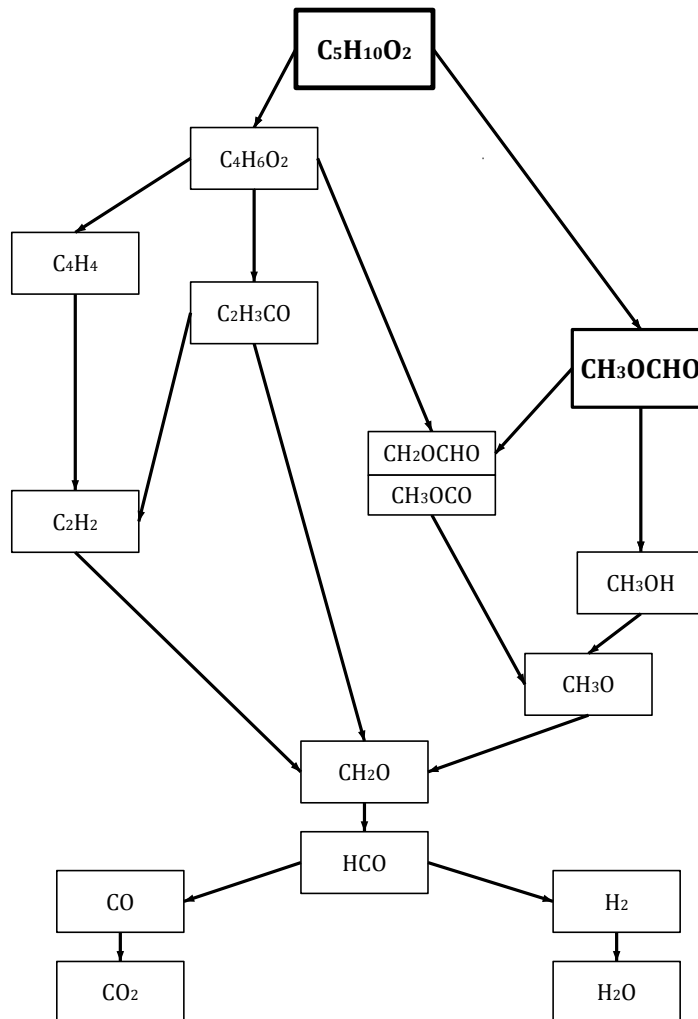 C₅H₁₀O₂
C₄H₆O₂
C₄H₄
C₂H₃CO
CH₃OCHO
CH₂OCHO
CH₃OCO
C₂H₂
CH₃OH
CH₃O
CH₂O
HCO
CO
H₂
CO₂
H₂O